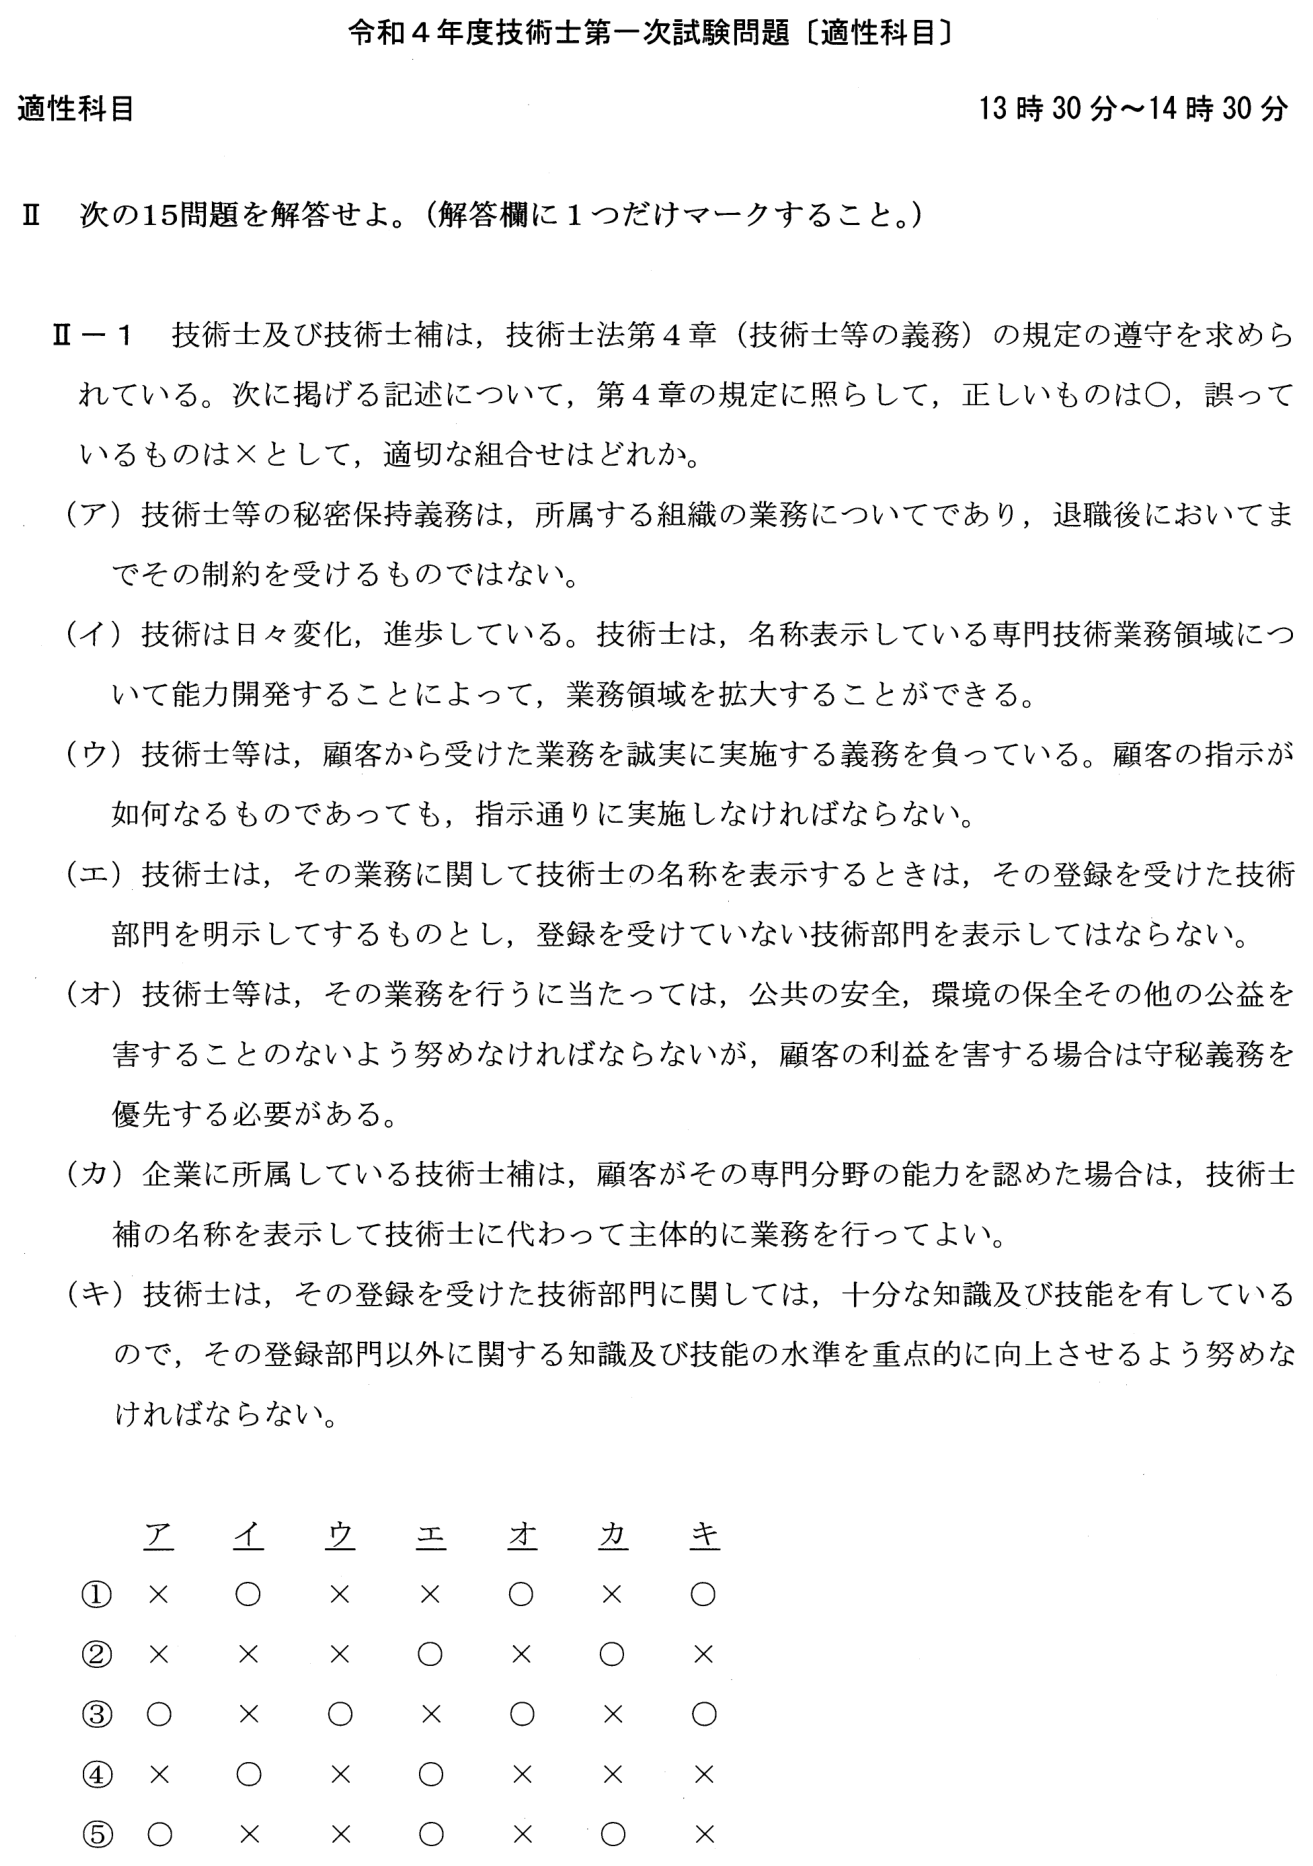 令和４年度技術士第一次試験問題〔適性科目〕
適性科目 13時30分～14時30分
Ⅱ 次の15問題を解答せよ。（解答欄に１つだけマークすること。）
Ⅱ－１ 技術士及び技術士補は，技術士法第４章（技術士等の義務）の規定の遵守を求めら
れている。次に掲げる記述について，第４章の規定に照らして，正しいものは○，誤って
いるものは×として，適切な組合せはどれか。
（ア）技術士等の秘密保持義務は，所属する組織の業務についてであり，退職後においてま
でその制約を受けるものではない。
（イ）技術は日々変化，進歩している。技術士は，名称表示している専門技術業務領域につ
いて能力開発することによって，業務領域を拡大することができる。
（ウ）技術士等は，顧客から受けた業務を誠実に実施する義務を負っている。顧客の指示が
如何なるものであっても，指示通りに実施しなければならない。
（エ）技術士は，その業務に関して技術士の名称を表示するときは，その登録を受けた技術
部門を明示してするものとし，登録を受けていない技術部門を表示してはならない。
（オ）技術士等は，その業務を行うに当たっては，公共の安全，環境の保全その他の公益を
害することのないよう努めなければならないが，顧客の利益を害する場合は守秘義務を
優先する必要がある。
（カ）企業に所属している技術士補は，顧客がその専門分野の能力を認めた場合は，技術士
補の名称を表示して技術士に代わって主体的に業務を行ってよい。
（キ）技術士は，その登録を受けた技術部門に関しては，十分な知識及び技能を有している
ので，その登録部門以外に関する知識及び技能の水準を重点的に向上させるよう努めな
ければならない。
ア イ ウ エ オ カ キ
① × ○ × × ○ × ○
② × × × ○ × ○ ×
③ ○ × ○ × ○ × ○
④ × ○ × ○ × × ×
⑤ ○ × × ○ × ○ ×